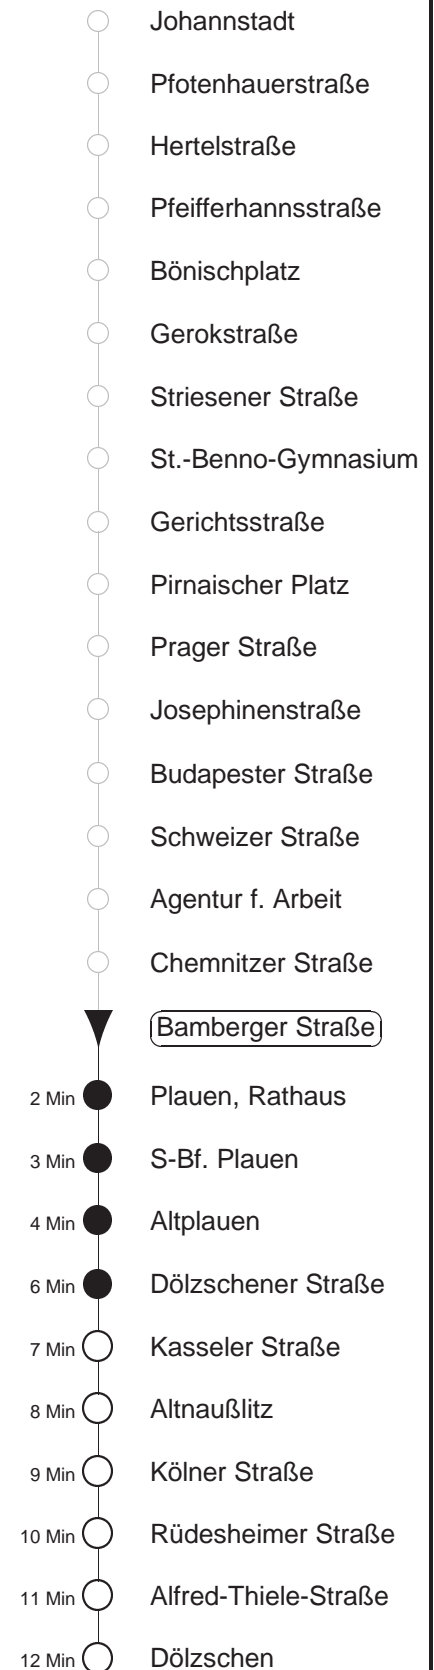 Johannstadt
Pfotenhauerstraße
Hertelstraße
Pfeifferhannsstraße
Bönischplatz
Gerokstraße
Striesener Straße
St.-Benno-Gymnasium
Gerichtsstraße
Pirnaischer Platz
Prager Straße
Josephinenstraße
Budapester Straße
Schweizer Straße
Agentur f. Arbeit
Chemnitzer Straße
Bamberger Straße
2 Min Plauen, Rathaus
3 Min S-Bf. Plauen
4 Min Altplauen
6 Min Dölzschener Straße
7 Min Kasseler Straße
8 Min Altnaußlitz
9 Min Kölner Straße
10 Min Rüdesheimer Straße
11 Min Alfred-Thiele-Straße
12 Min Dölzschen